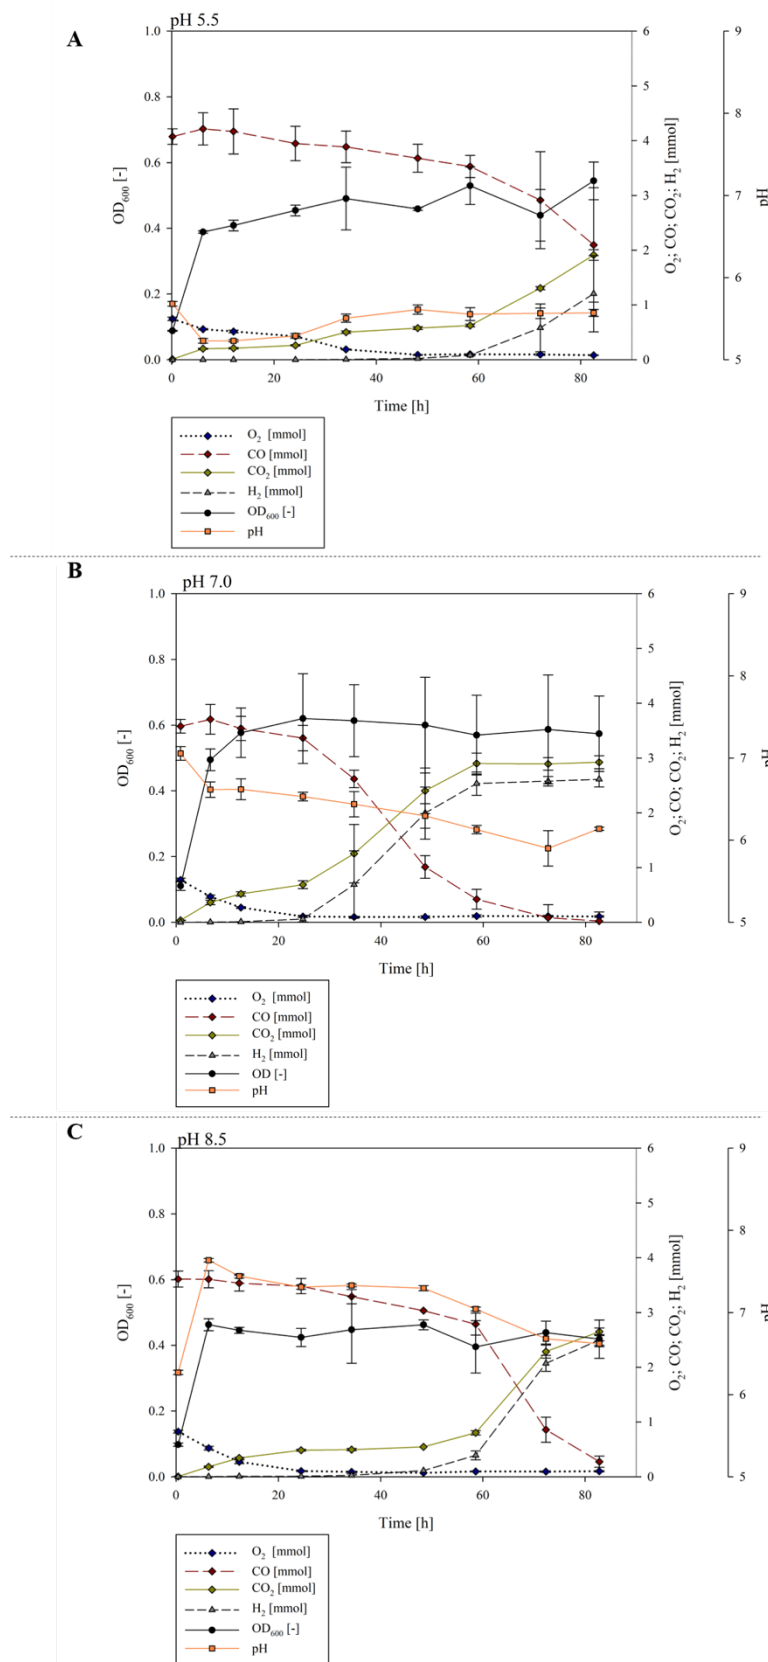 A
pH 5.5
1.0
0.8
0.6
0.4
0.2
0.0
OD600 [-]
6
5
4
3
2
1
0
O2; CO; CO2; H2 [mmol]
9
8
7
6
5
pH
0 20 40 60 80
Time [h]
O2 [mmol]
CO [mmol]
CO2 [mmol]
H2 [mmol]
OD600 [-]
pH
B
pH 7.0
1.0
0.8
0.6
0.4
0.2
0.0
OD600 [-]
6
5
4
3
2
1
0
O2; CO; CO2; H2 [mmol]
9
8
7
6
5
pH
0 20 40 60 80
Time [h]
O2 [mmol]
CO [mmol]
CO2 [mmol]
H2 [mmol]
OD [-]
pH
C
pH 8.5
1.0
0.8
0.6
0.4
0.2
0.0
OD600 [-]
6
5
4
3
2
1
0
O2; CO; CO2; H2 [mmol]
9
8
7
6
5
pH
0 20 40 60 80
Time [h]
O2 [mmol]
CO [mmol]
CO2 [mmol]
H2 [mmol]
OD600 [-]
pH